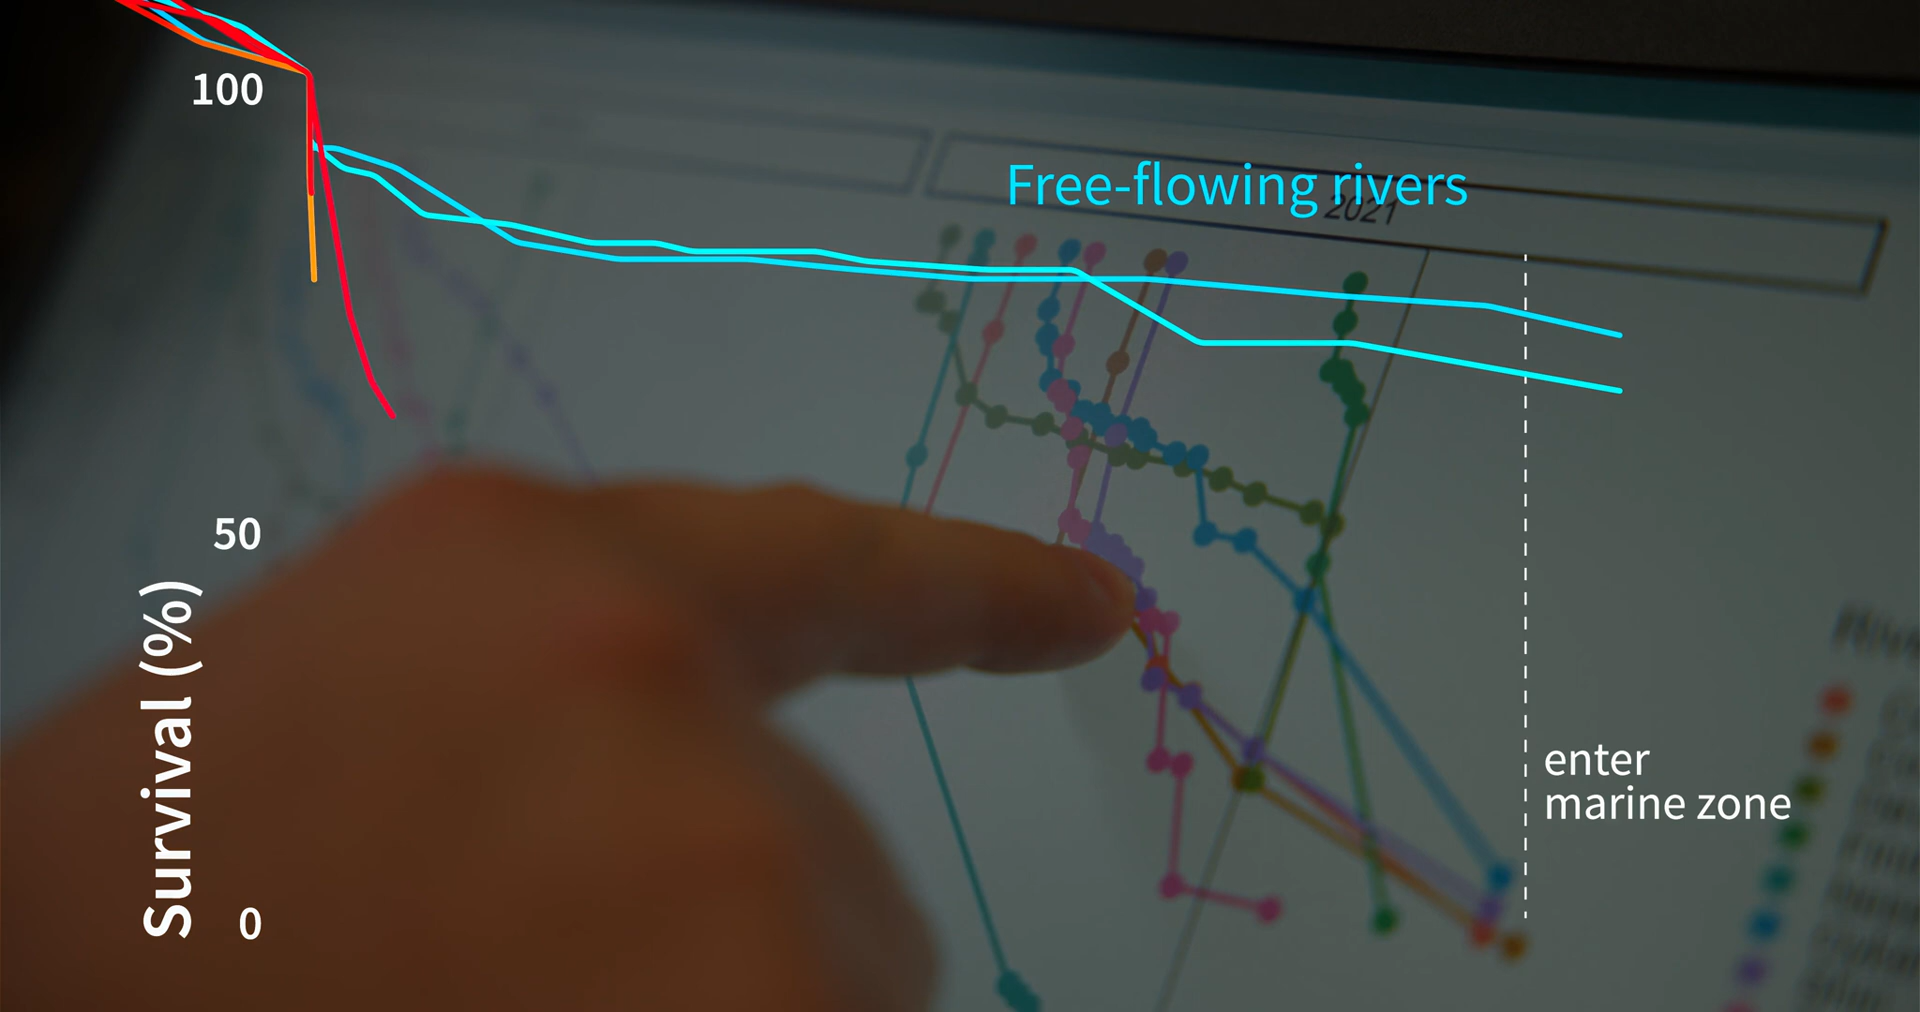 100
Free-flowing rivers
2021
50
Survival (%)
enter
marine zone
0